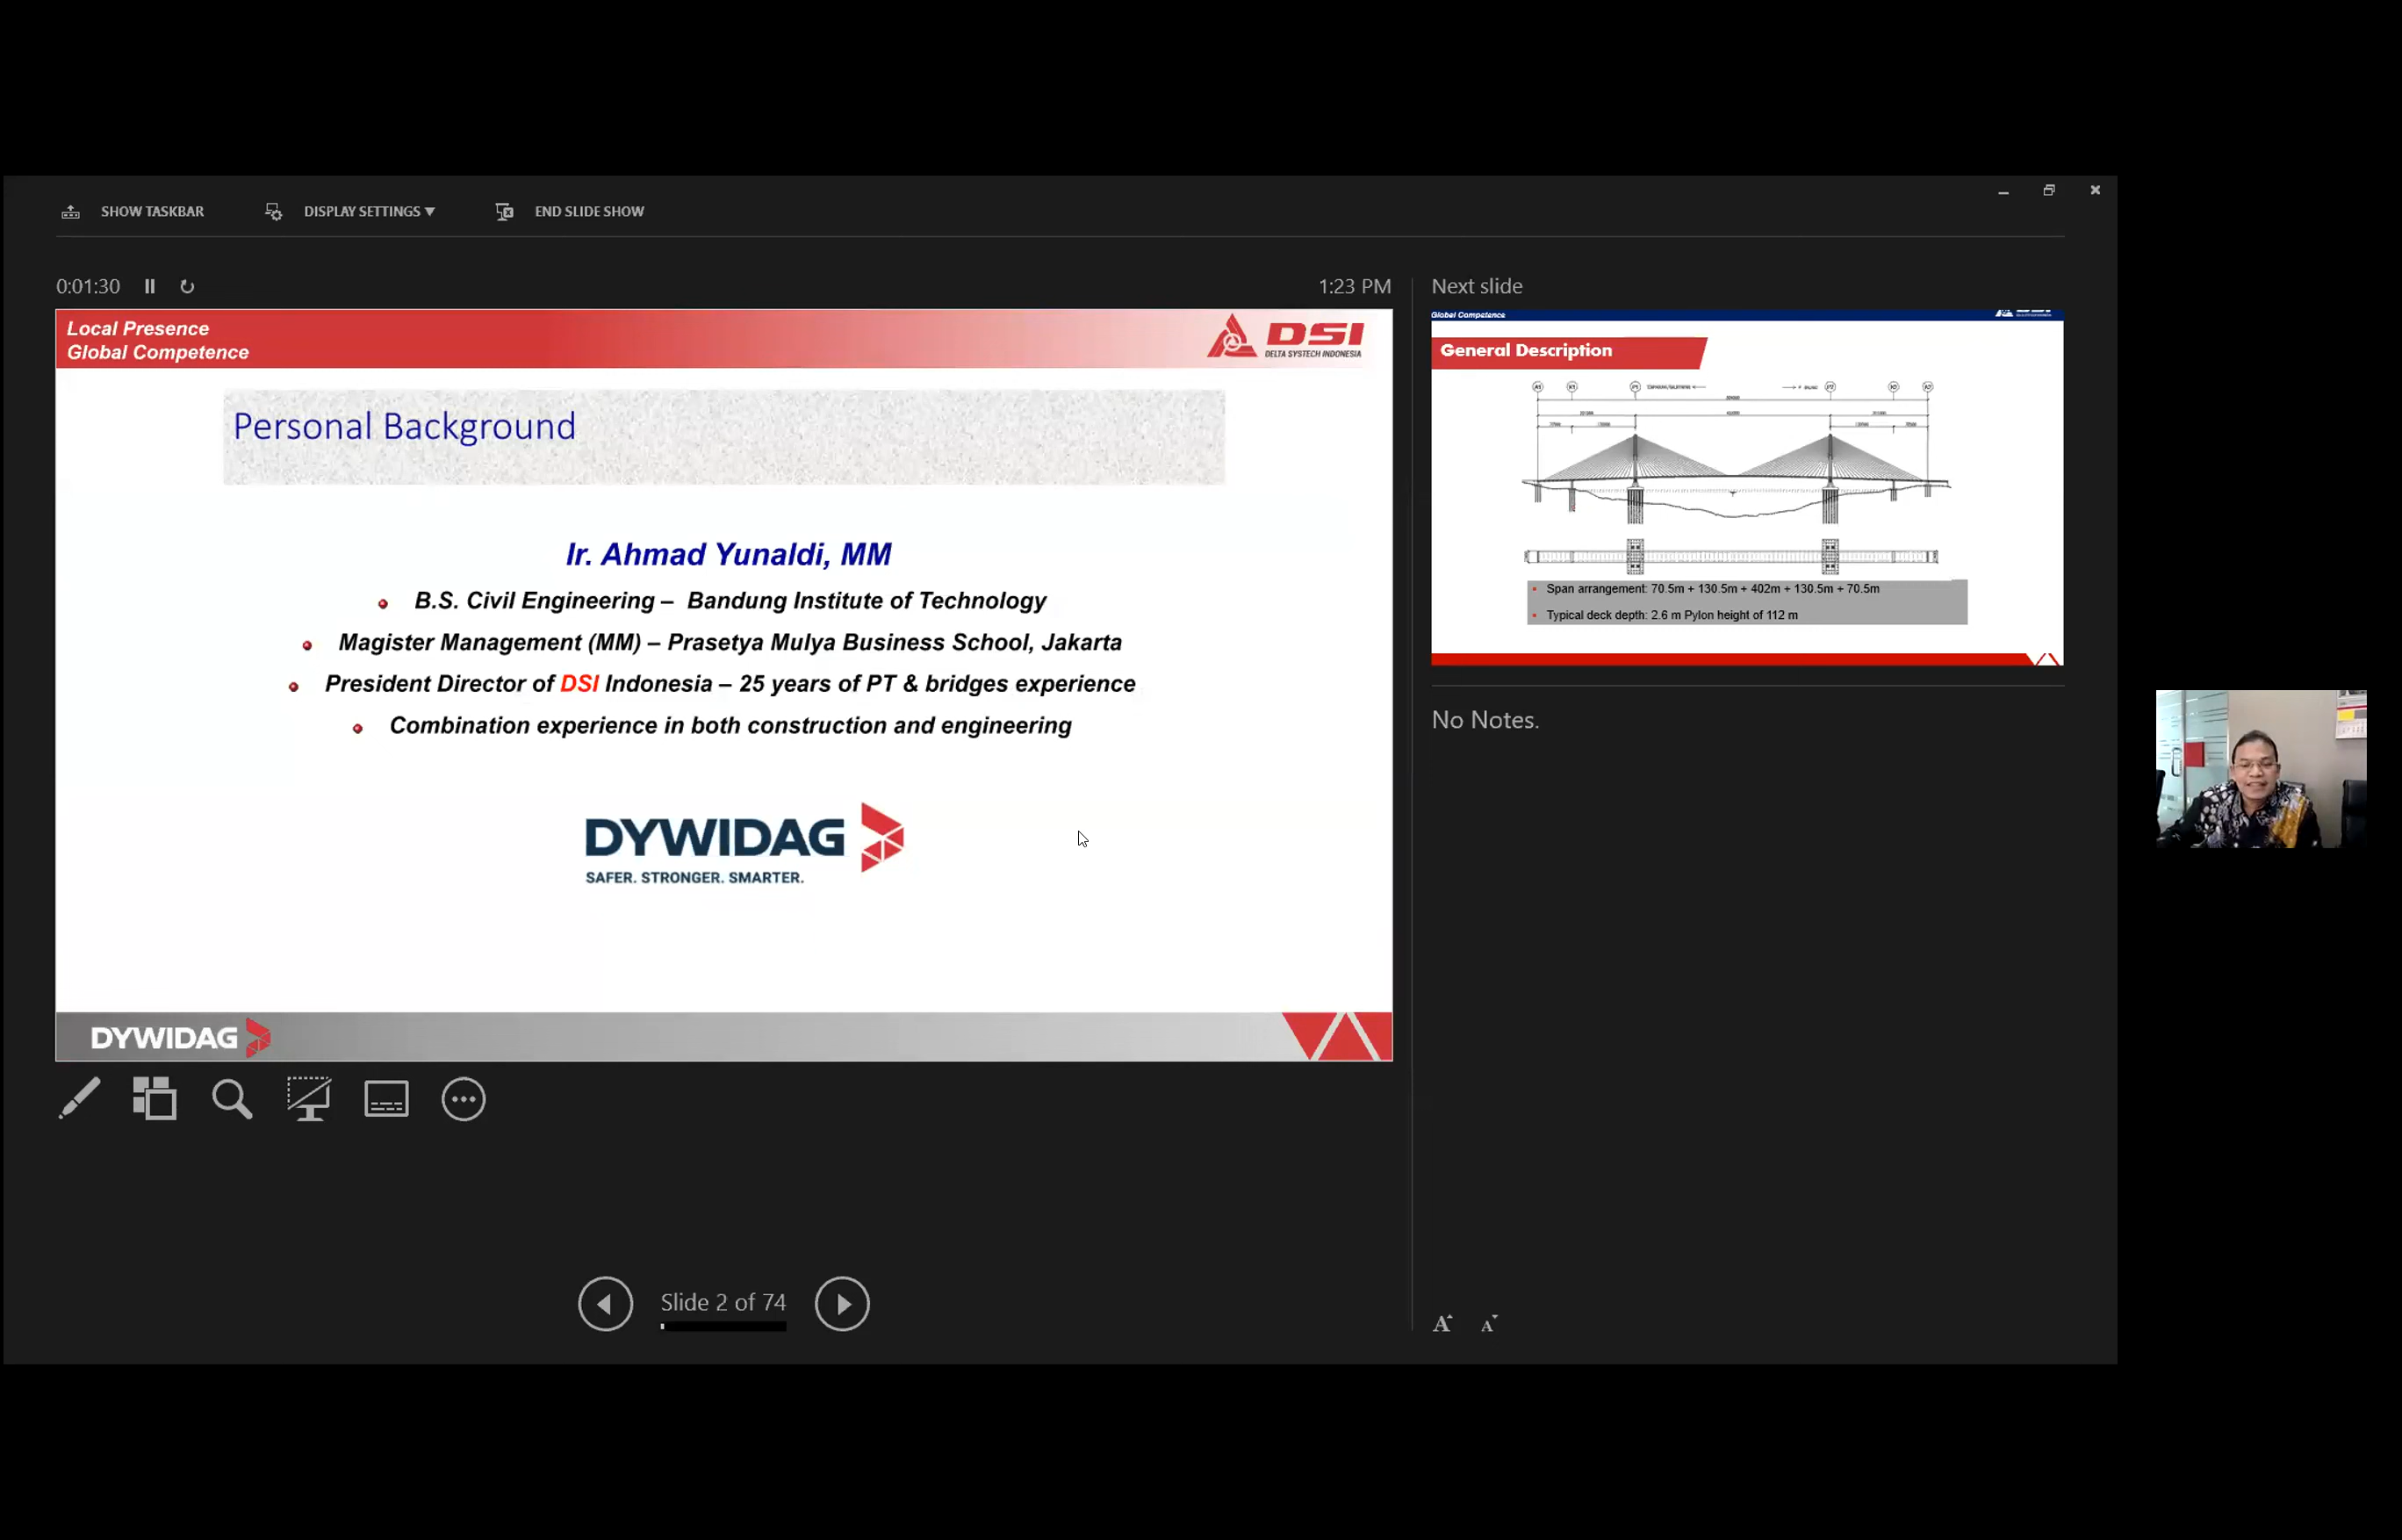 SHOW TASKBAR DISPLAY SETTINGS END SLIDE SHOW
0:01:30 1:23 PM
Local Presence
Global Competence
DSI
DELTA SYSTECH INDONESIA
Personal Background
Ir. Ahmad Yunaldi, MM
B.S. Civil Engineering – Bandung Institute of Technology
Magister Management (MM) – Prasetya Mulya Business School, Jakarta
President Director of DSI Indonesia – 25 years of PT & bridges experience
Combination experience in both construction and engineering
DYWIDAG
SAFER. STRONGER. SMARTER.
DYWIDAG
Slide 2 of 74
Next slide
Global Competence
General Description
Span arrangement: 70.5m + 130.5m + 402m + 130.5m + 70.5m
Typical deck depth: 2.6 m Pylon height of 112 m
No Notes.
A A